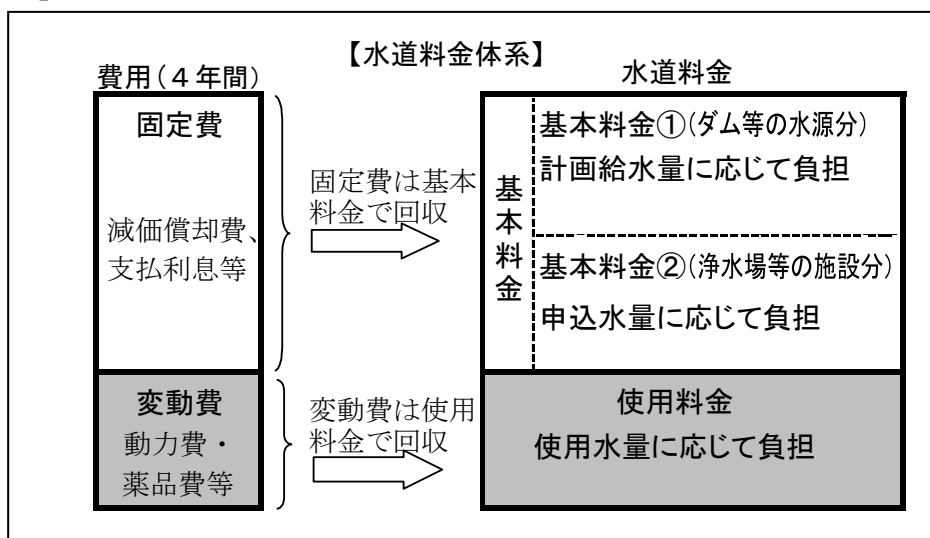 【水道料金体系】
費用(4年間)
固定費
減価償却費、
支払利息等
変動費
動力費・
薬品費等
固定費は基本
料金で回収
変動費は使用
料金で回収
水道料金
基本料金
基本料金①(ダム等の水源分)
計画給水量に応じて負担
基本料金②(浄水場等の施設分)
申込水量に応じて負担
使用料金
使用水量に応じて負担